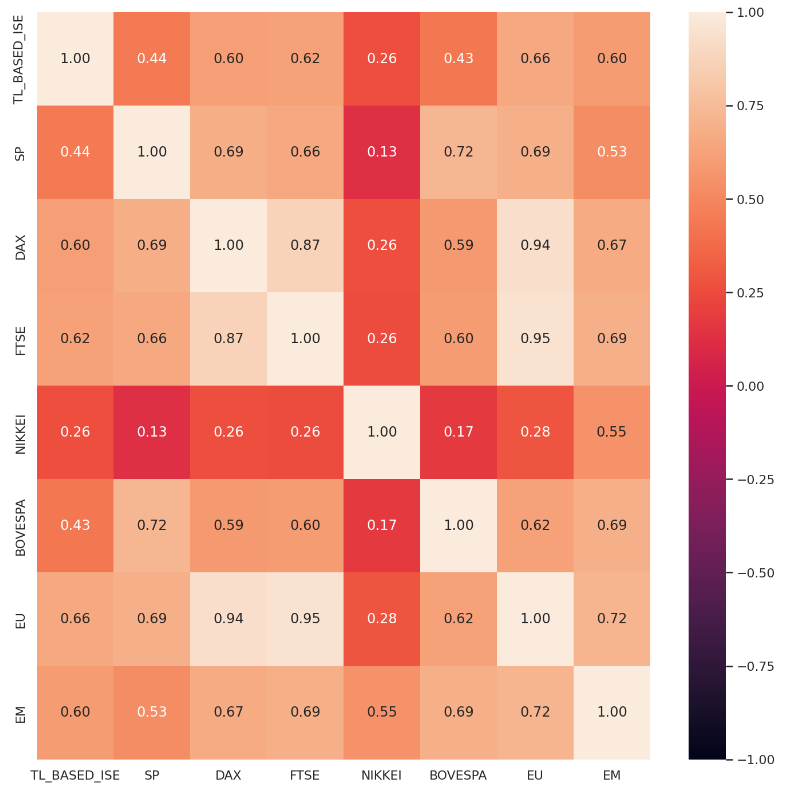 TL_BASED_ISE 1.00 0.44 0.60 0.62 0.26 0.43 0.66 0.60
SP 0.44 1.00 0.69 0.66 0.13 0.72 0.69 0.53
DAX 0.60 0.69 1.00 0.87 0.26 0.59 0.94 0.67
FTSE 0.62 0.66 0.87 1.00 0.26 0.60 0.95 0.69
NIKKEI 0.26 0.13 0.26 0.26 1.00 0.17 0.28 0.55
BOVESPA 0.43 0.72 0.59 0.60 0.17 1.00 0.62 0.69
EU 0.66 0.69 0.94 0.95 0.28 0.62 1.00 0.72
EM 0.60 0.53 0.67 0.69 0.55 0.69 0.72 1.00
TL_BASED_ISE SP DAX FTSE NIKKEI BOVESPA EU EM
1.00
0.75
0.50
0.25
0.00
−0.25
−0.50
−0.75
−1.00